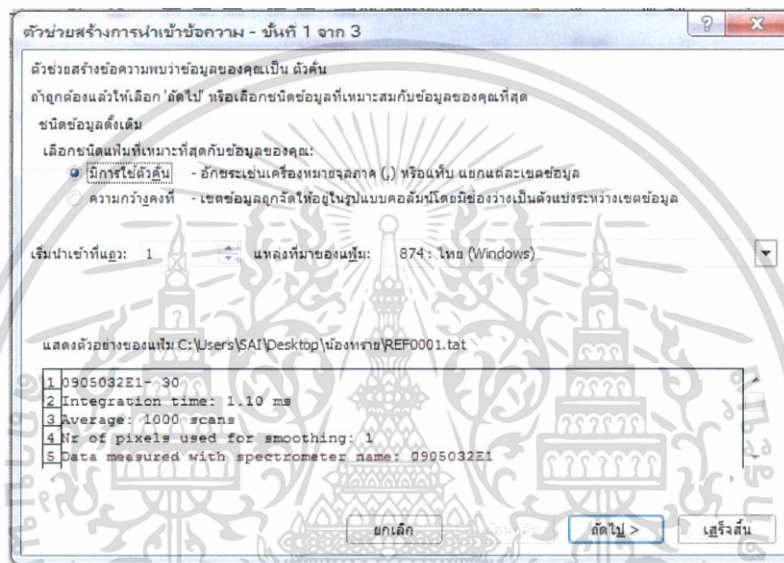 ตัวช่วยสร้างการนำเข้าข้อความ - ขั้นที่ 1 จาก 3
ตัวช่วยสร้างข้อความพบว่าข้อมูลของคุณเป็น ตัวคั่น
ถ้าถูกต้องแล้วให้เลือก 'ถัดไป' หรือเลือกชนิดข้อมูลที่เหมาะสมกับข้อมูลของคุณที่สุด
ชนิดข้อมูลดั้งเดิม
เลือกชนิดแฟ้มที่เหมาะที่สุดกับข้อมูลของคุณ:
มีการใช้ตัวคั่น - อักขระเช่นเครื่องหมายจุลภาค (,) หรือแท็บ แยกแต่ละเขตข้อมูล
ความกว้างคงที่ - เขตข้อมูลถูกจัดให้อยู่ในรูปแบบคอลัมน์โดยมีช่องว่างเป็นตัวแบ่งระหว่างเขตข้อมูล
เริ่มนำเข้าที่แถว: 1 แหล่งที่มาของแฟ้ม: 874 : ไทย (Windows)
แสดงตัวอย่างของแฟ้ม C:\Users\SAI\Desktop\น้องทราย\REF0001.tat
1 0905032E1- 30
2 Integration time: 1.10 ms
3 Average: 1000 scans
4 Nr of pixels used for smoothing: 1
5 Data measured with spectrometer name: 0905032E1
ยกเลิก ถัดไป > เสร็จสิ้น